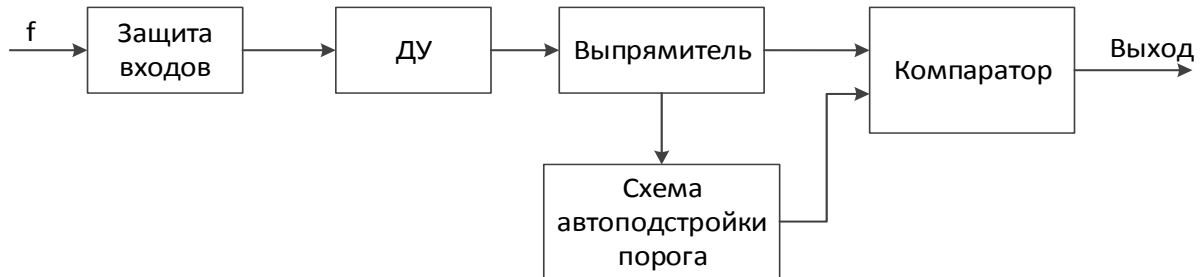 f
Защита
входов
ДУ
Выпрямитель
Компаратор
Выход
Схема
автоподстройки
порога